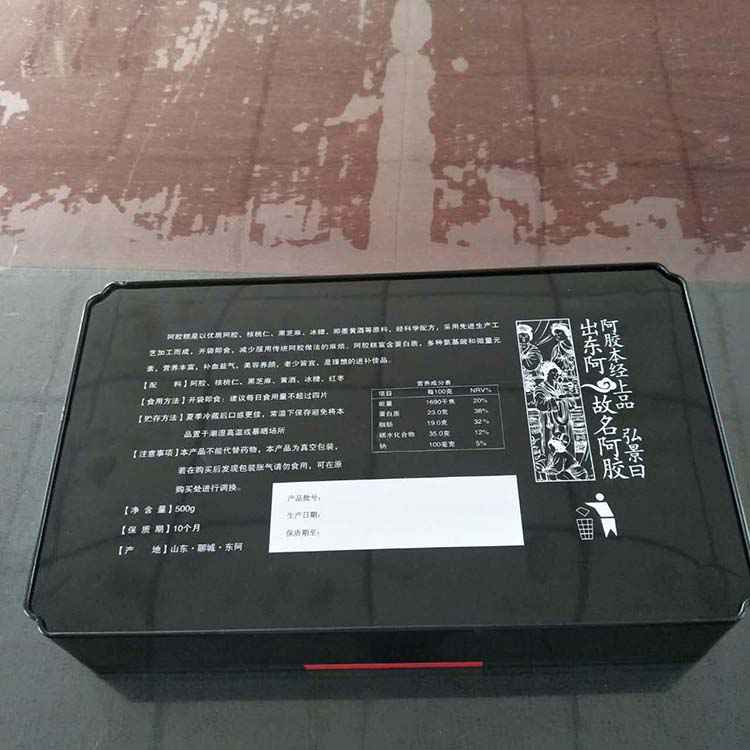 阿胶糕是以优质阿胶、核桃仁、黑芝麻、冰糖、即墨黄酒等原料，经科学配方，采用先进生产工
艺加工而成，开袋即食，减少服用传统阿胶做法的麻烦。阿胶糕富含蛋白质，多种氨基酸和微量元
素，营养丰富，补血益气，美容养颜，老少皆宜，是理想的进补佳品。
【配 料】阿胶、核桃仁、黑芝麻、黄酒、冰糖、红枣
【食用方法】开袋即食：建议每日食用量不超过四片
【贮存方法】夏季冷藏后口感更佳，常温下保存避免将本
品置于潮湿高温或暴晒场所
【注意事项】本产品不能代替药物，本产品为真空包装，
若在购买后发现包装胀气请勿食用，可在原
购买处进行调换。
【净 含 量】500g
【保 质 期】10个月
【产 地】山东·聊城·东阿
营养成分表
项目 每100克 NRV%
能量 1690千焦 20%
蛋白质 23.0克 38%
脂肪 19.0克 32%
碳水化合物 35.0克 12%
钠 100毫克 5%
产品批号：
生产日期：
保质期至：
阿胶本经上品
弘景曰
出东阿
故名阿胶